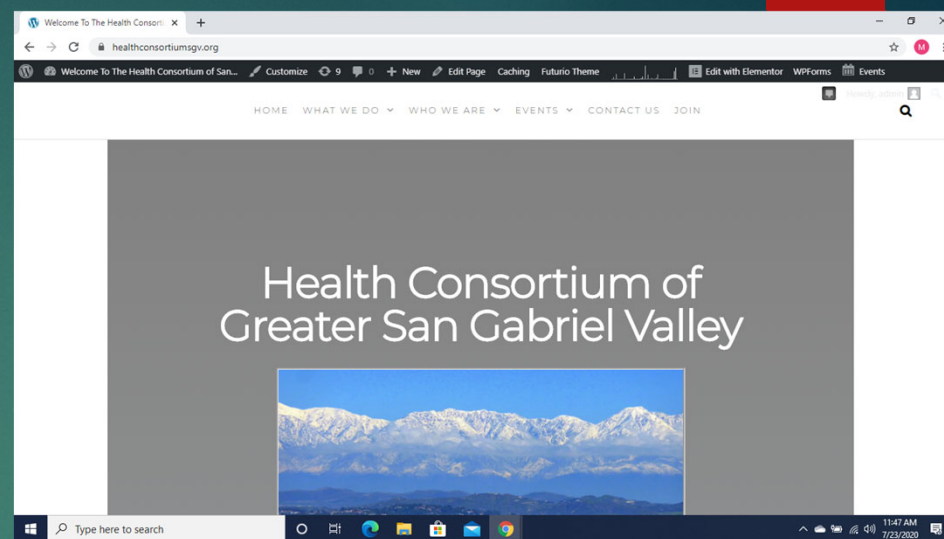 Welcome To The Health Consorti
healthconsortiumsgv.org
M
Welcome To The Health Consortium of San... Customize 9 0 New Edit Page Caching Futurio Theme Edit with Elementor WPForms Events
Howdy, admin
HOME WHAT WE DO WHO WE ARE EVENTS CONTACT US JOIN
Health Consortium of
Greater San Gabriel Valley
Type here to search
11:47 AM
7/23/2020